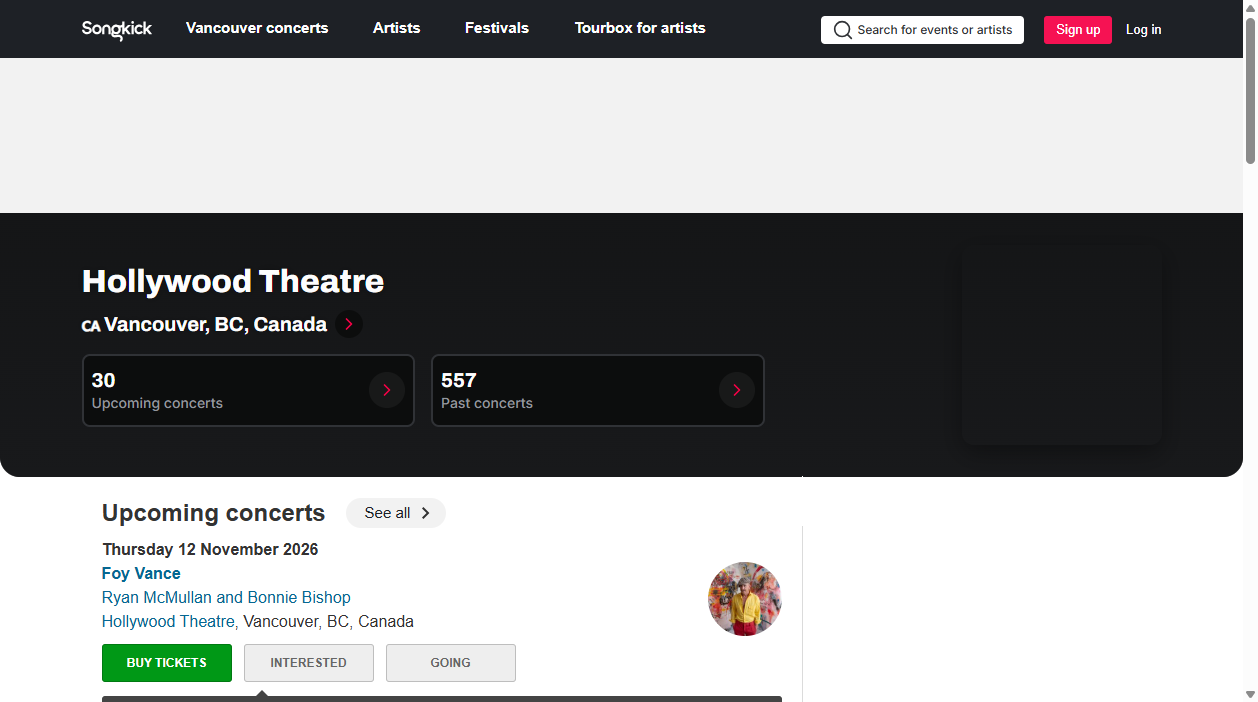 Songkick Vancouver concerts Artists Festivals Tourbox for artists Search for events or artists Sign up Log in
Hollywood Theatre
CA Vancouver, BC, Canada
30
Upcoming concerts
557
Past concerts
Upcoming concerts See all
Thursday 12 November 2026
Foy Vance
Ryan McMullan and Bonnie Bishop
Hollywood Theatre, Vancouver, BC, Canada
BUY TICKETS INTERESTED GOING